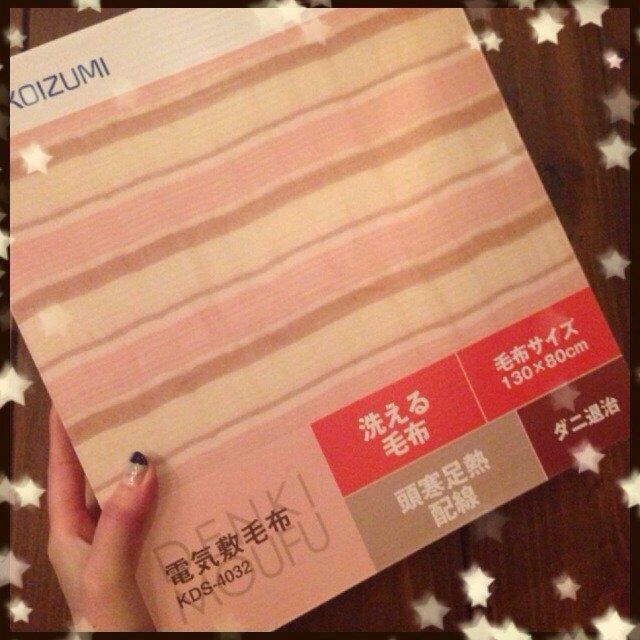 KOIZUMI
毛布サイズ
130×80cm
洗える
毛布
ダニ退治
頭寒足熱
配線
DENKI
MOUFU
電気敷毛布
KDS-4032